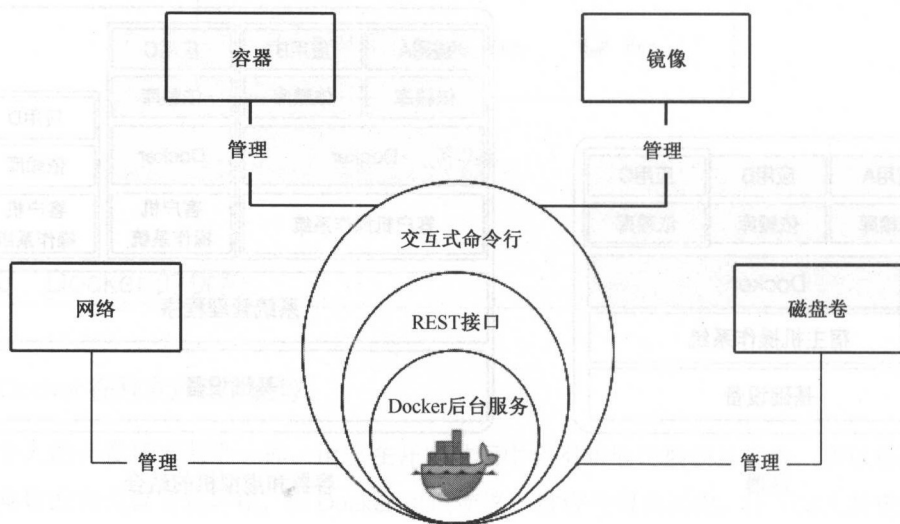 容器
镜像
管理
管理
交互式命令行
网络
REST接口
磁盘卷
Docker后台服务
管理
管理